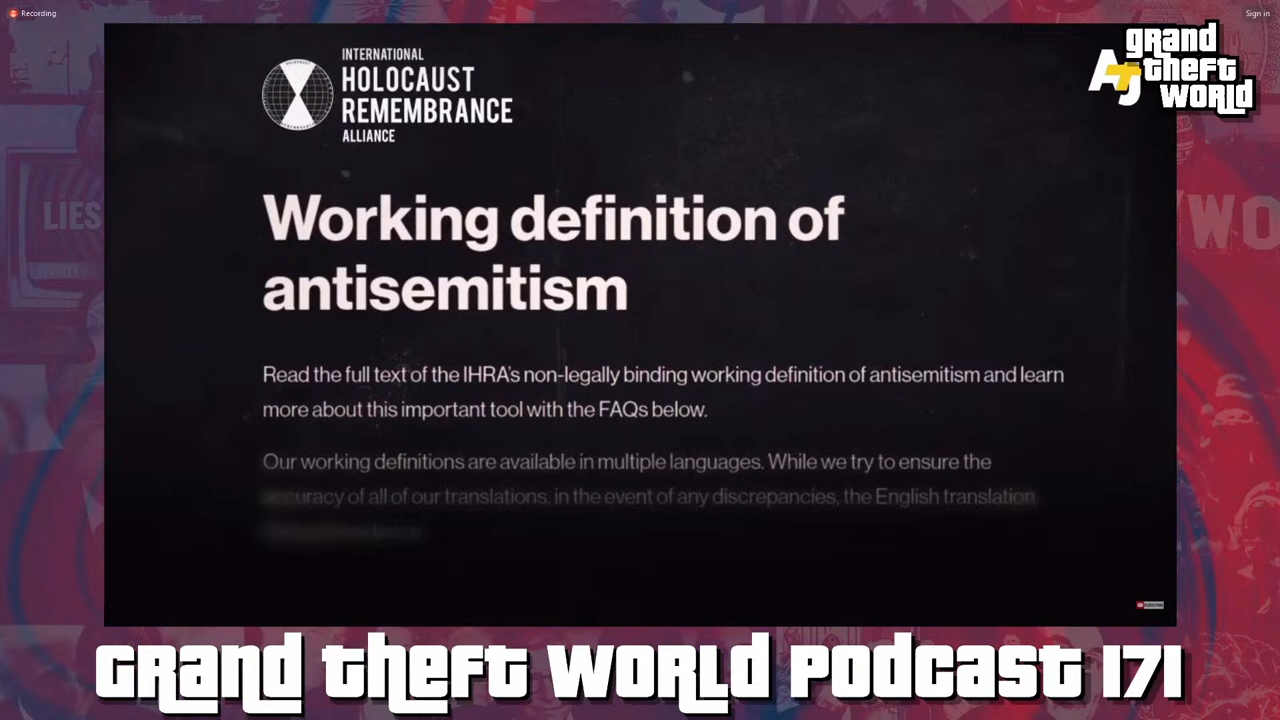 Recording
Sign in
grand
theft
world
AJ
INTERNATIONAL
HOLOCAUST
REMEMBRANCE
ALLIANCE
LIES
WO
Working definition of
antisemitism
Read the full text of the IHRA's non-legally binding working definition of antisemitism and learn
more about this important tool with the FAQs below.
Our working definitions are available in multiple languages. While we try to ensure the
accuracy of all of our translations, in the event of any discrepancies, the English translation
SUBSCRIBE
GRAND THEFT WORLD PODCAST 171